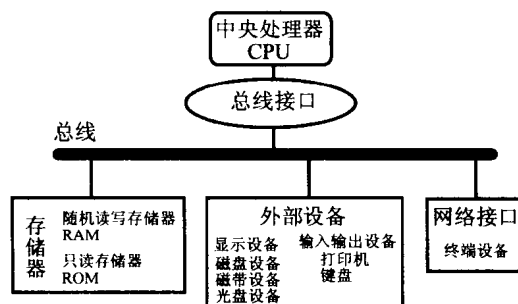 中央处理器
CPU
总线接口
总线
存储器
随机读写存储器
RAM
只读存储器
ROM
外部设备
显示设备
磁盘设备
磁带设备
光盘设备
输入输出设备
打印机
键盘
网络接口
终端设备